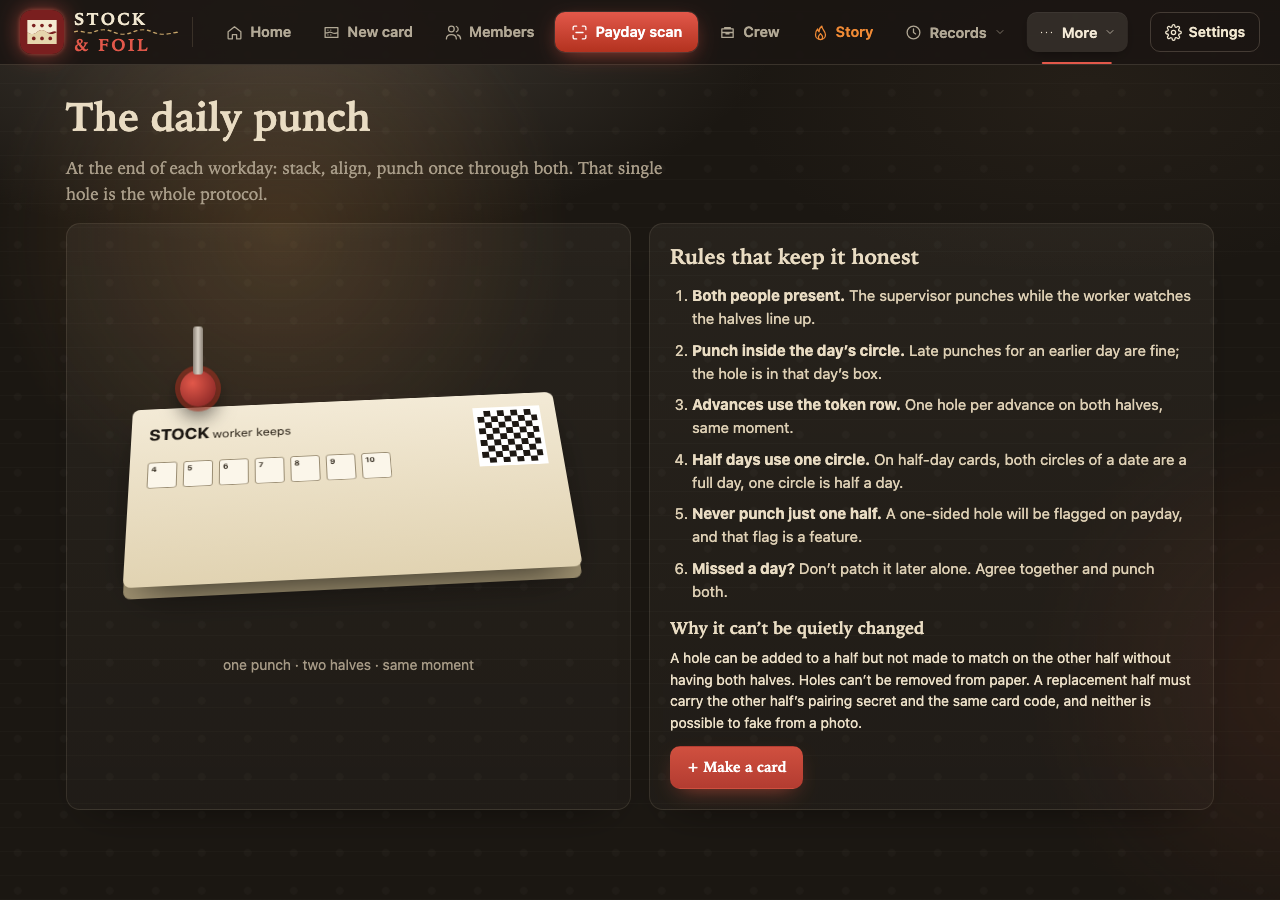 STOCK
& FOIL
Home
New card
Members
Payday scan
Crew
Story
Records
··· More
Settings
The daily punch
At the end of each workday: stack, align, punch once through both. That single
hole is the whole protocol.
STOCK worker keeps
4 5 6 7 8 9 10
one punch · two halves · same moment
Rules that keep it honest
1. Both people present. The supervisor punches while the worker watches
the halves line up.
2. Punch inside the day’s circle. Late punches for an earlier day are fine;
the hole is in that day’s box.
3. Advances use the token row. One hole per advance on both halves,
same moment.
4. Half days use one circle. On half-day cards, both circles of a date are a
full day, one circle is half a day.
5. Never punch just one half. A one-sided hole will be flagged on payday,
and that flag is a feature.
6. Missed a day? Don’t patch it later alone. Agree together and punch
both.
Why it can’t be quietly changed
A hole can be added to a half but not made to match on the other half without
having both halves. Holes can’t be removed from paper. A replacement half must
carry the other half’s pairing secret and the same card code, and neither is
possible to fake from a photo.
+ Make a card